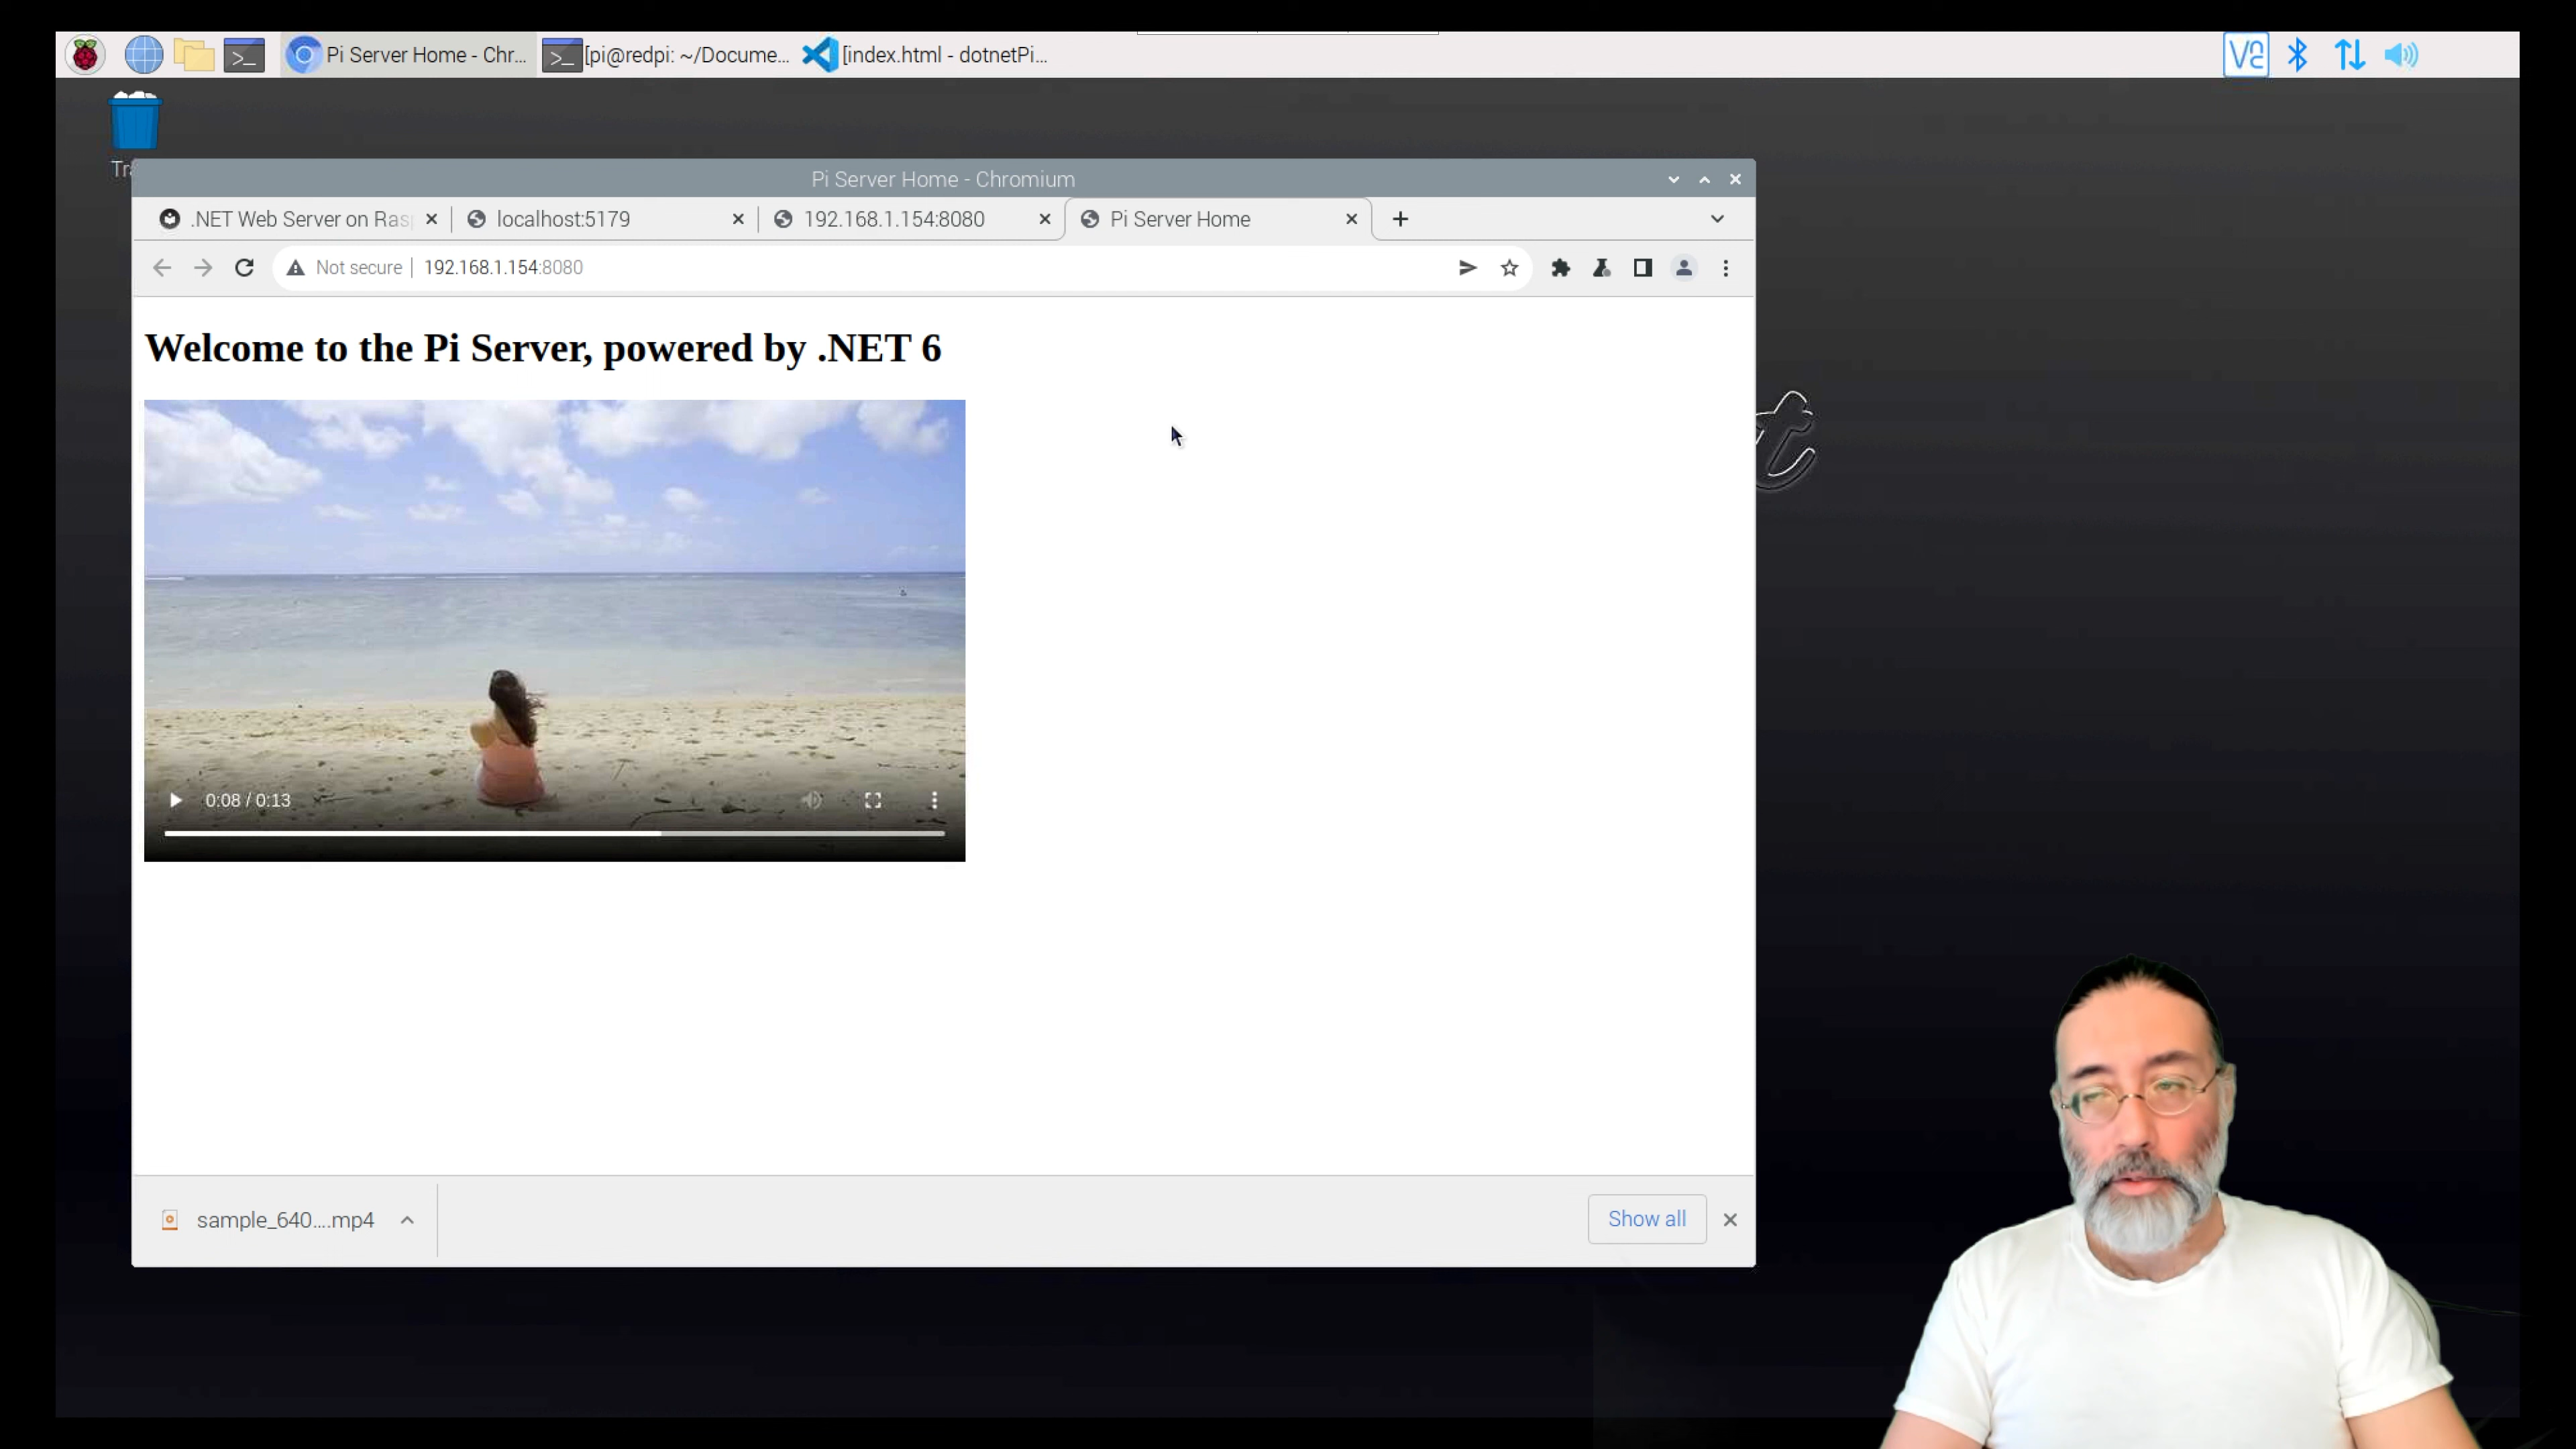 Pi Server Home - Chr...
[pi@redpi: ~/Docume...
[index.html - dotnetPi...
Pi Server Home - Chromium
.NET Web Server on Rasp
localhost:5179
192.168.1.154:8080
Pi Server Home
Not secure
192.168.1.154:8080
Welcome to the Pi Server, powered by .NET 6
0:08 / 0:13
sample_640....mp4
Show all